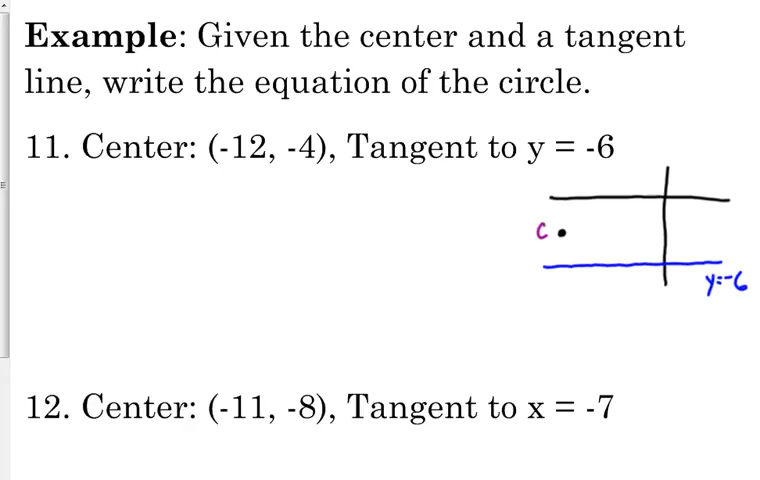 Example: Given the center and a tangent
line, write the equation of the circle.
11. Center: (-12, -4), Tangent to y = -6
C
y=-6
12. Center: (-11, -8), Tangent to x = -7